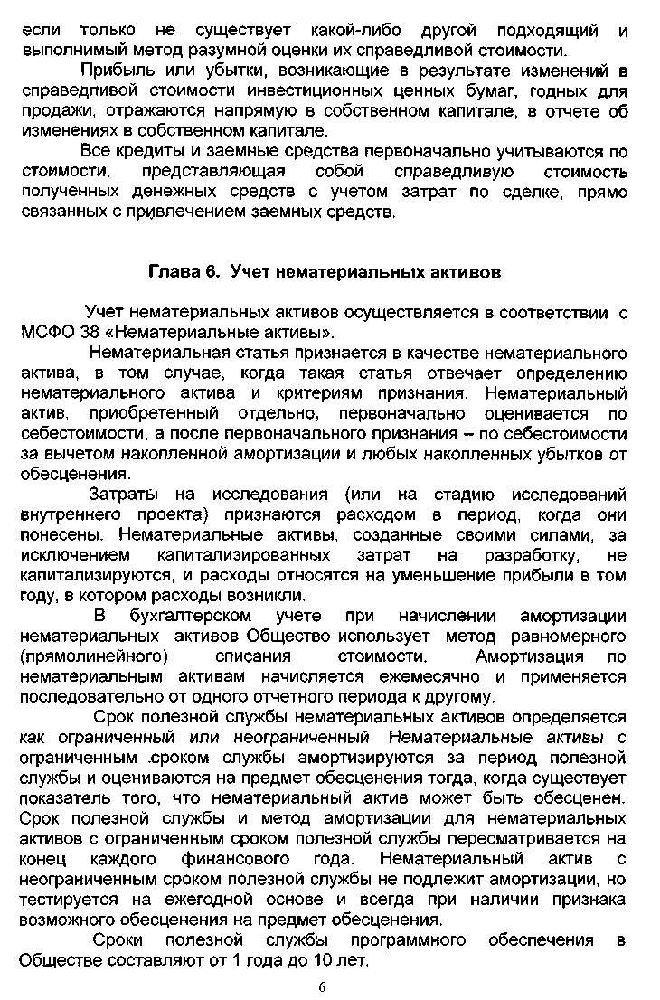 если только не существует какой-либо другой подходящий и
выполнимый метод разумной оценки их справедливой стоимости.
Прибыль или убытки, возникающие в результате изменений в
справедливой стоимости инвестиционных ценных бумаг, годных для
продажи, отражаются напрямую в собственном капитале, в отчете об
изменениях в собственном капитале.
Все кредиты и заемные средства первоначально учитываются по
стоимости, представляющая собой справедливую стоимость
полученных денежных средств с учетом затрат по сделке, прямо
связанных с привлечением заемных средств.
Глава 6. Учет нематериальных активов
Учет нематериальных активов осуществляется в соответствии с
МСФО 38 «Нематериальные активы».
Нематериальная статья признается в качестве нематериального
актива, в том случае, когда такая статья отвечает определению
нематериального актива и критериям признания. Нематериальный
актив, приобретенный отдельно, первоначально оценивается по
себестоимости, а после первоначального признания – по себестоимости
за вычетом накопленной амортизации и любых накопленных убытков от
обесценения.
Затраты на исследования (или на стадию исследований
внутреннего проекта) признаются расходом в период, когда они
понесены. Нематериальные активы, созданные своими силами, за
исключением капитализированных затрат на разработку, не
капитализируются, и расходы относятся на уменьшение прибыли в том
году, в котором расходы возникли.
В бухгалтерском учете при начислении амортизации
нематериальных активов Общество использует метод равномерного
(прямолинейного) списания стоимости. Амортизация по
нематериальным активам начисляется ежемесячно и применяется
последовательно от одного отчетного периода к другому.
Срок полезной службы нематериальных активов определяется
как ограниченный или неограниченный Нематериальные активы с
ограниченным .сроком службы амортизируются за период полезной
службы и оцениваются на предмет обесценения тогда, когда существует
показатель того, что нематериальный актив может быть обесценен.
Срок полезной службы и метод амортизации для нематериальных
активов с ограниченным сроком полезной службы пересматривается на
конец каждого финансового года. Нематериальный актив с
неограниченным сроком полезной службы не подлежит амортизации, но
тестируется на ежегодной основе и всегда при наличии признака
возможного обесценения на предмет обесценения.
Сроки полезной службы программного обеспечения в
Обществе составляют от 1 года до 10 лет.
6